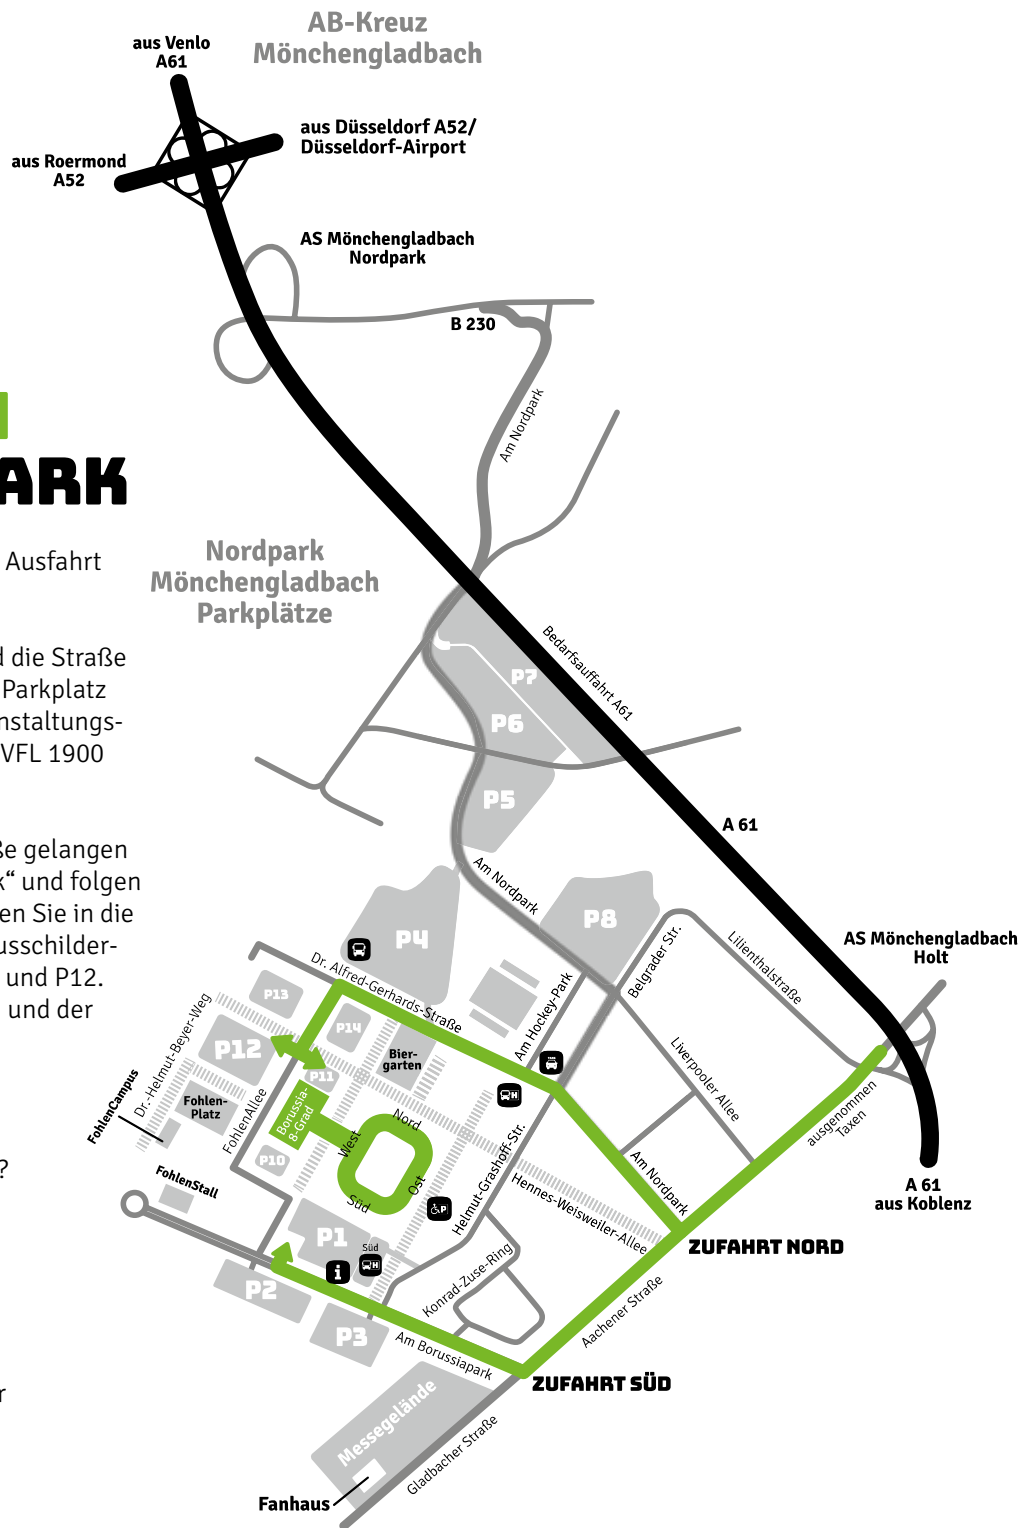 AB-Kreuz
Mönchengladbach
aus Venlo
A61
aus Düsseldorf A52/
Düsseldorf-Airport
aus Roermond
A52
AS Mönchengladbach
Nordpark
B 230
Am Nordpark
ARK
Ausfahrt
Nordpark
Mönchengladbach
Parkplätze
d die Straße
Parkplatz
nstaltungs-
VFL 1900
Bedarfsauffahrt A61
P7
P6
P5
A 61
ße gelangen
k“ und folgen
en Sie in die
usschilder-
und P12.
und der
Am Nordpark
P8
P4
Belgrader Str.
Lilienthalstraße
AS Mönchengladbach
Holt
Dr. Alfred-Gerhards-Straße
P13
P14
P12
P11
Bier-
garten
Am Hockey-Park
TAXI
Liverpooler Allee
Dr.-Helmut-Beyer-Weg
FohlenCampus
Fohlen-
Platz
FohlenAllee
Borussia-
8-Grad
H
ausgenommen
Taxen
Nord
West
Ost
Süd
P10
FohlenStall
P
Helmut-Grashoff-Str.
Am Nordpark
Hennes-Weisweiler-Allee
A 61
aus Koblenz
?
P1
Süd
H
i
ZUFAHRT NORD
P2
Konrad-Zuse-Ring
P3
Am Borussiapark
Aachener Straße
ZUFAHRT SÜD
r
Messegelände
Gladbacher Straße
Fanhaus